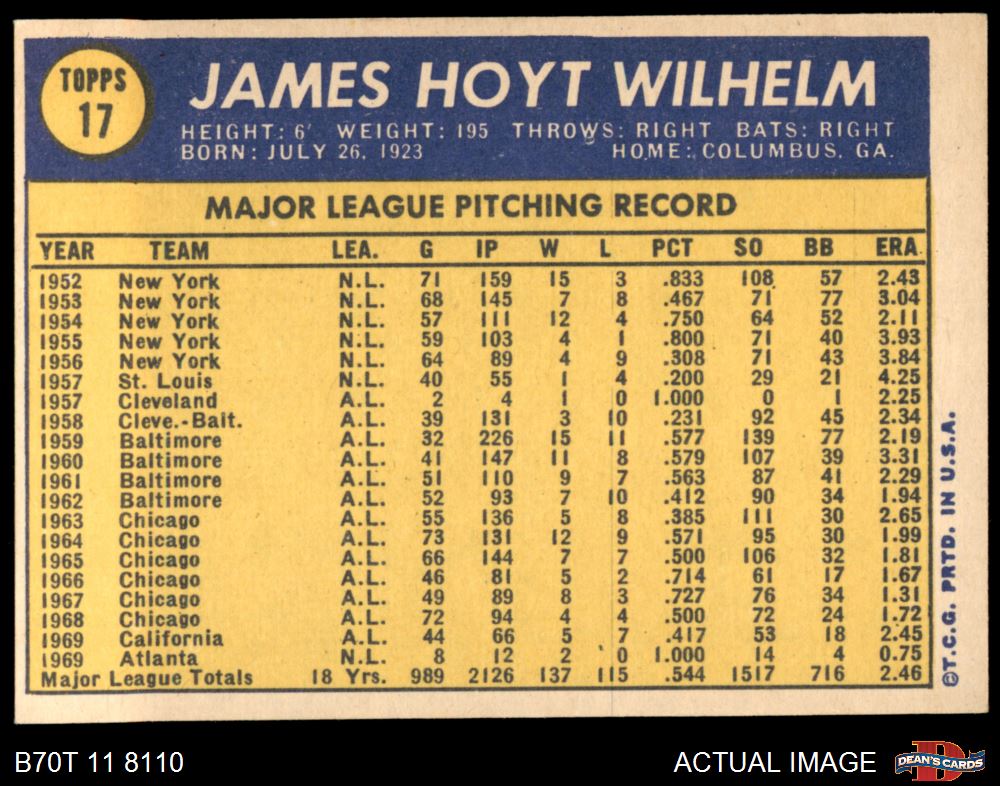 TOPPS
17
JAMES HOYT WILHELM
HEIGHT: 6' WEIGHT: 195 THROWS: RIGHT BATS: RIGHT
BORN: JULY 26, 1923 HOME: COLUMBUS, GA.
MAJOR LEAGUE PITCHING RECORD
YEAR TEAM LEA. G IP W L PCT SO BB ERA
1952 New York N.L. 71 159 15 3 .833 108 57 2.43
1953 New York N.L. 68 145 7 8 .467 71 77 3.04
1954 New York N.L. 57 111 12 4 .750 64 52 2.11
1955 New York N.L. 59 103 4 1 .800 71 40 3.93
1956 New York N.L. 64 89 4 9 .308 71 43 3.84
1957 St. Louis N.L. 40 55 1 4 .200 29 21 4.25
1957 Cleveland A.L. 2 4 1 0 1.000 0 1 2.25
1958 Cleve.-Balt. A.L. 39 131 3 10 .231 92 45 2.34
1959 Baltimore A.L. 32 226 15 11 .577 139 77 2.19
1960 Baltimore A.L. 41 147 11 8 .579 107 39 3.31
1961 Baltimore A.L. 51 110 9 7 .563 87 41 2.29
1962 Baltimore A.L. 52 93 7 10 .412 90 34 1.94
1963 Chicago A.L. 55 136 5 8 .385 111 30 2.65
1964 Chicago A.L. 73 131 12 9 .571 95 30 1.99
1965 Chicago A.L. 66 144 7 7 .500 106 32 1.81
1966 Chicago A.L. 46 81 5 2 .714 61 17 1.67
1967 Chicago A.L. 49 89 8 3 .727 76 34 1.31
1968 Chicago A.L. 72 94 4 4 .500 72 24 1.72
1969 California A.L. 44 66 5 7 .417 53 18 2.45
1969 Atlanta N.L. 8 12 2 0 1.000 14 4 0.75
Major League Totals 18 Yrs. 989 2126 137 115 .544 1517 716 2.46
©T.C.G. PRTD. IN U.S.A.
B70T 11 8110 ACTUAL IMAGE
D
DEAN'S CARDS